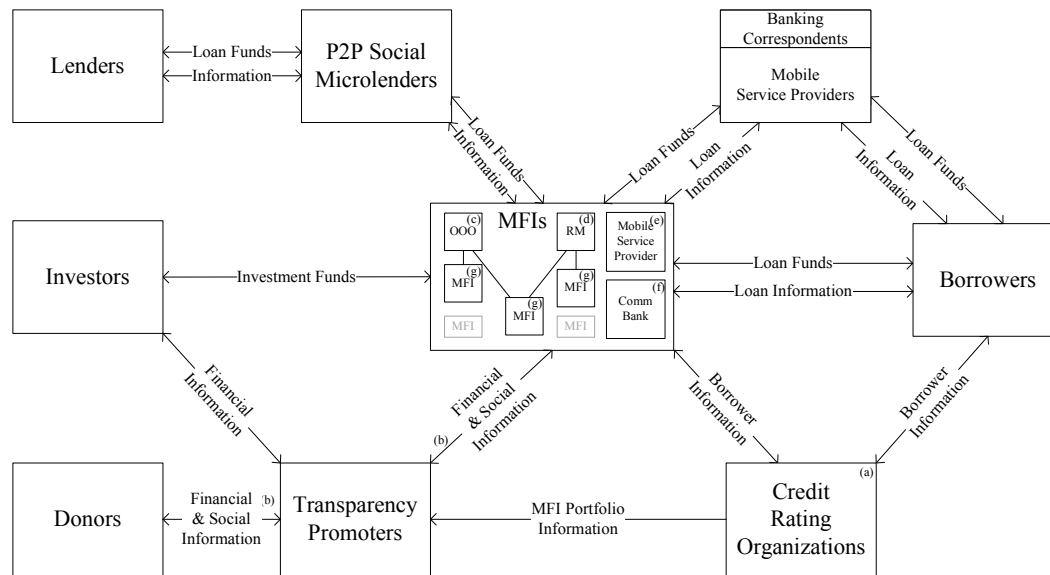 Lenders
Loan Funds
Information
P2P Social
Microlenders
Banking
Correspondents
Mobile
Service Providers
Loan Funds
Information
Loan Funds
Loan
Information
Loan
Information
Loan Funds
Investors
Investment Funds
MFIs
(c)
OOO
(d)
RM
(e)
Mobile
Service
Provider
(g)
MFI
(g)
MFI
(g)
MFI
(f)
Comm
Bank
MFI
MFI
Loan Funds
Loan Information
Borrowers
Financial
Information
(b)
Financial
& Social
Information
Borrower
Information
Borrower
Information
Donors
Financial
& Social
Information
(b)
Transparency
Promoters
MFI Portfolio
Information
(a)
Credit
Rating
Organizations